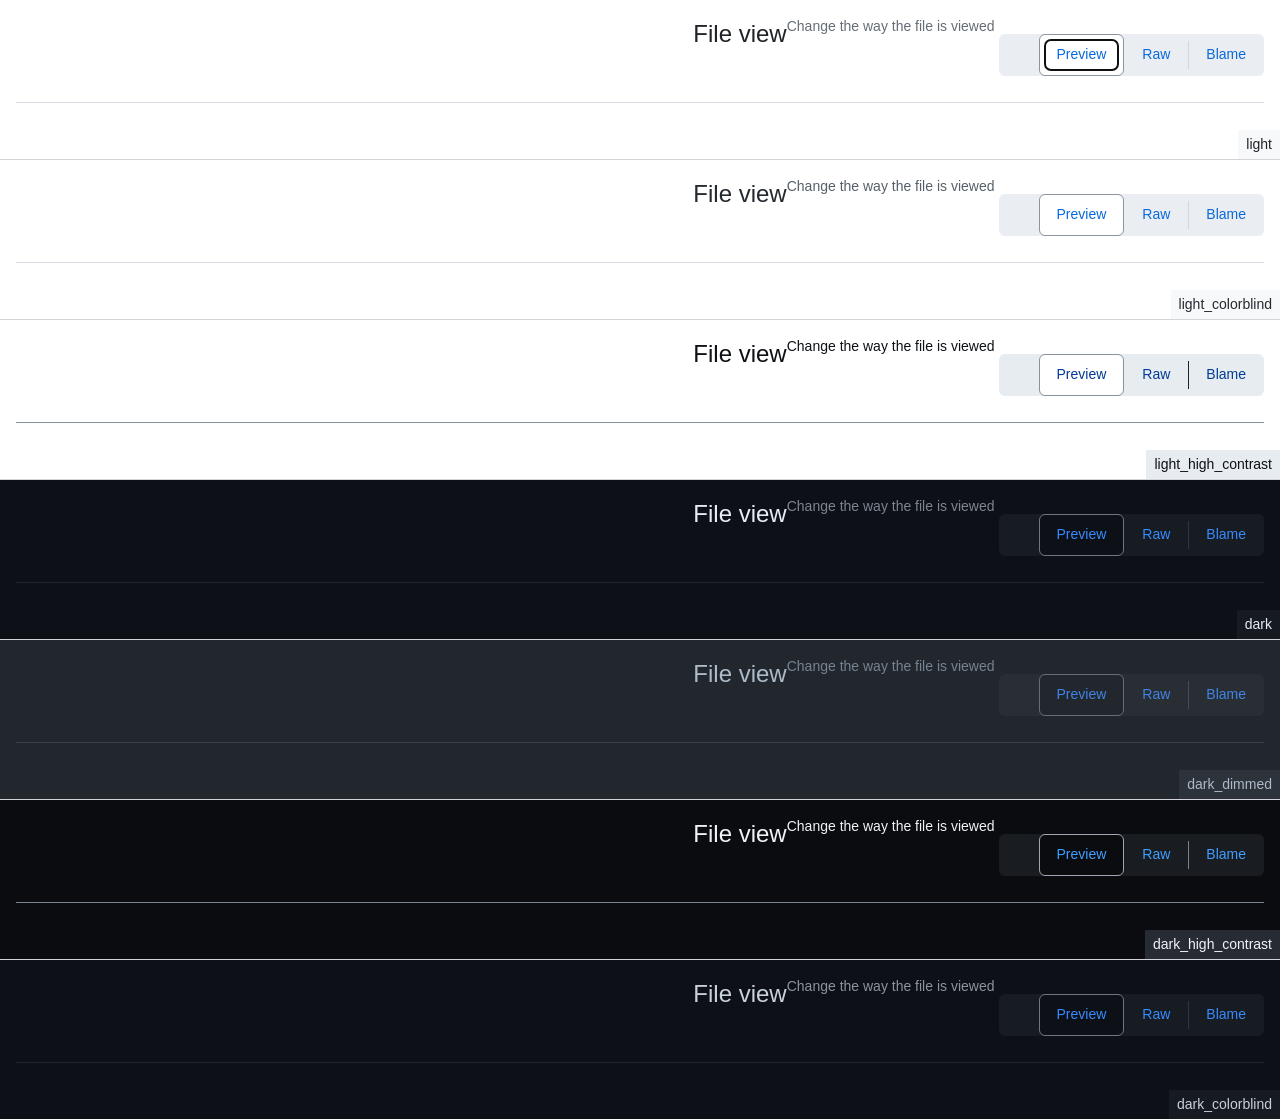 File view Change the way the file is viewed
Preview Raw Blame
light
File view Change the way the file is viewed
Preview Raw Blame
light_colorblind
File view Change the way the file is viewed
Preview Raw Blame
light_high_contrast
File view Change the way the file is viewed
Preview Raw Blame
dark
File view Change the way the file is viewed
Preview Raw Blame
dark_dimmed
File view Change the way the file is viewed
Preview Raw Blame
dark_high_contrast
File view Change the way the file is viewed
Preview Raw Blame
dark_colorblind